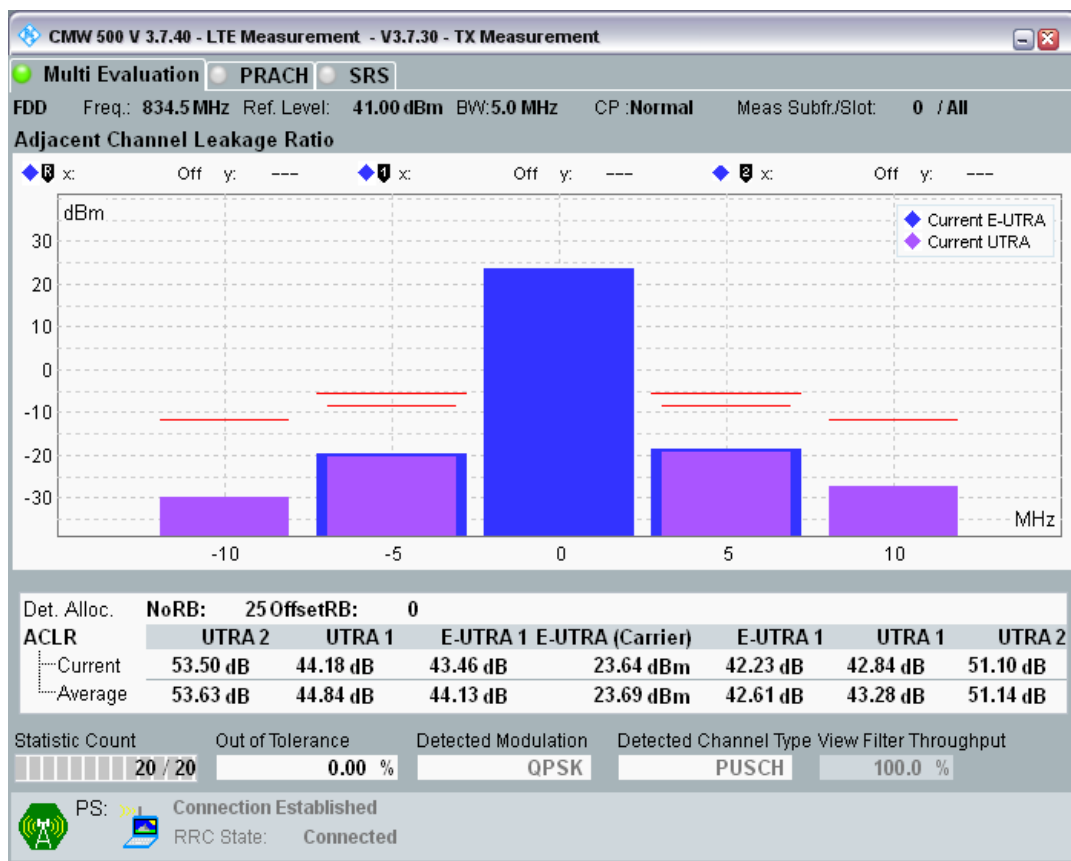 CMW 500 V 3.7.40 - LTE Measurement - V3.7.30 - TX Measurement
Multi Evaluation PRACH SRS
FDD Freq.: 834.5 MHz Ref. Level: 41.00 dBm BW:5.0 MHz CP :Normal Meas Subfr./Slot: 0 / All
Adjacent Channel Leakage Ratio
R x: Off y: --- 1 x: Off y: --- 2 x: Off y: ---
dBm
Current E-UTRA
Current UTRA
30
20
10
0
-10
-20
-30
MHz
-10 -5 0 5 10
Det. Alloc. NoRB: 25 OffsetRB: 0
ACLR UTRA 2 UTRA 1 E-UTRA 1 E-UTRA (Carrier) E-UTRA 1 UTRA 1 UTRA 2
Current 53.50 dB 44.18 dB 43.46 dB 23.64 dBm 42.23 dB 42.84 dB 51.10 dB
Average 53.63 dB 44.84 dB 44.13 dB 23.69 dBm 42.61 dB 43.28 dB 51.14 dB
Statistic Count Out of Tolerance Detected Modulation Detected Channel Type View Filter Throughput
20 / 20 0.00 % QPSK PUSCH 100.0 %
PS: Connection Established
RRC State: Connected